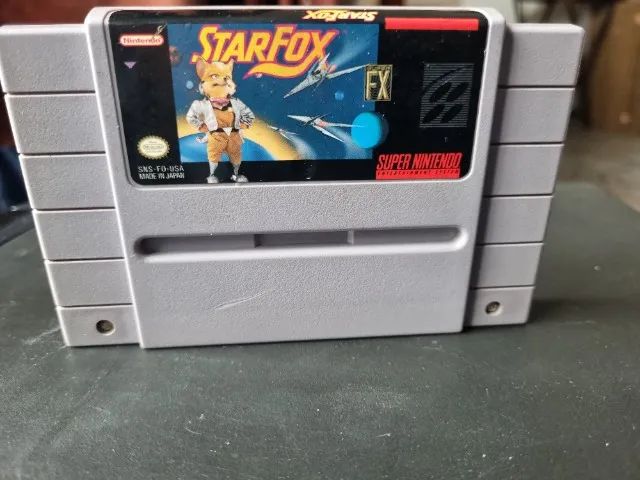 STARFOX
Nintendo
STARFOX
FX
SNS-FO-USA
MADE IN JAPAN
SUPER NINTENDO
ENTERTAINMENT SYSTEM